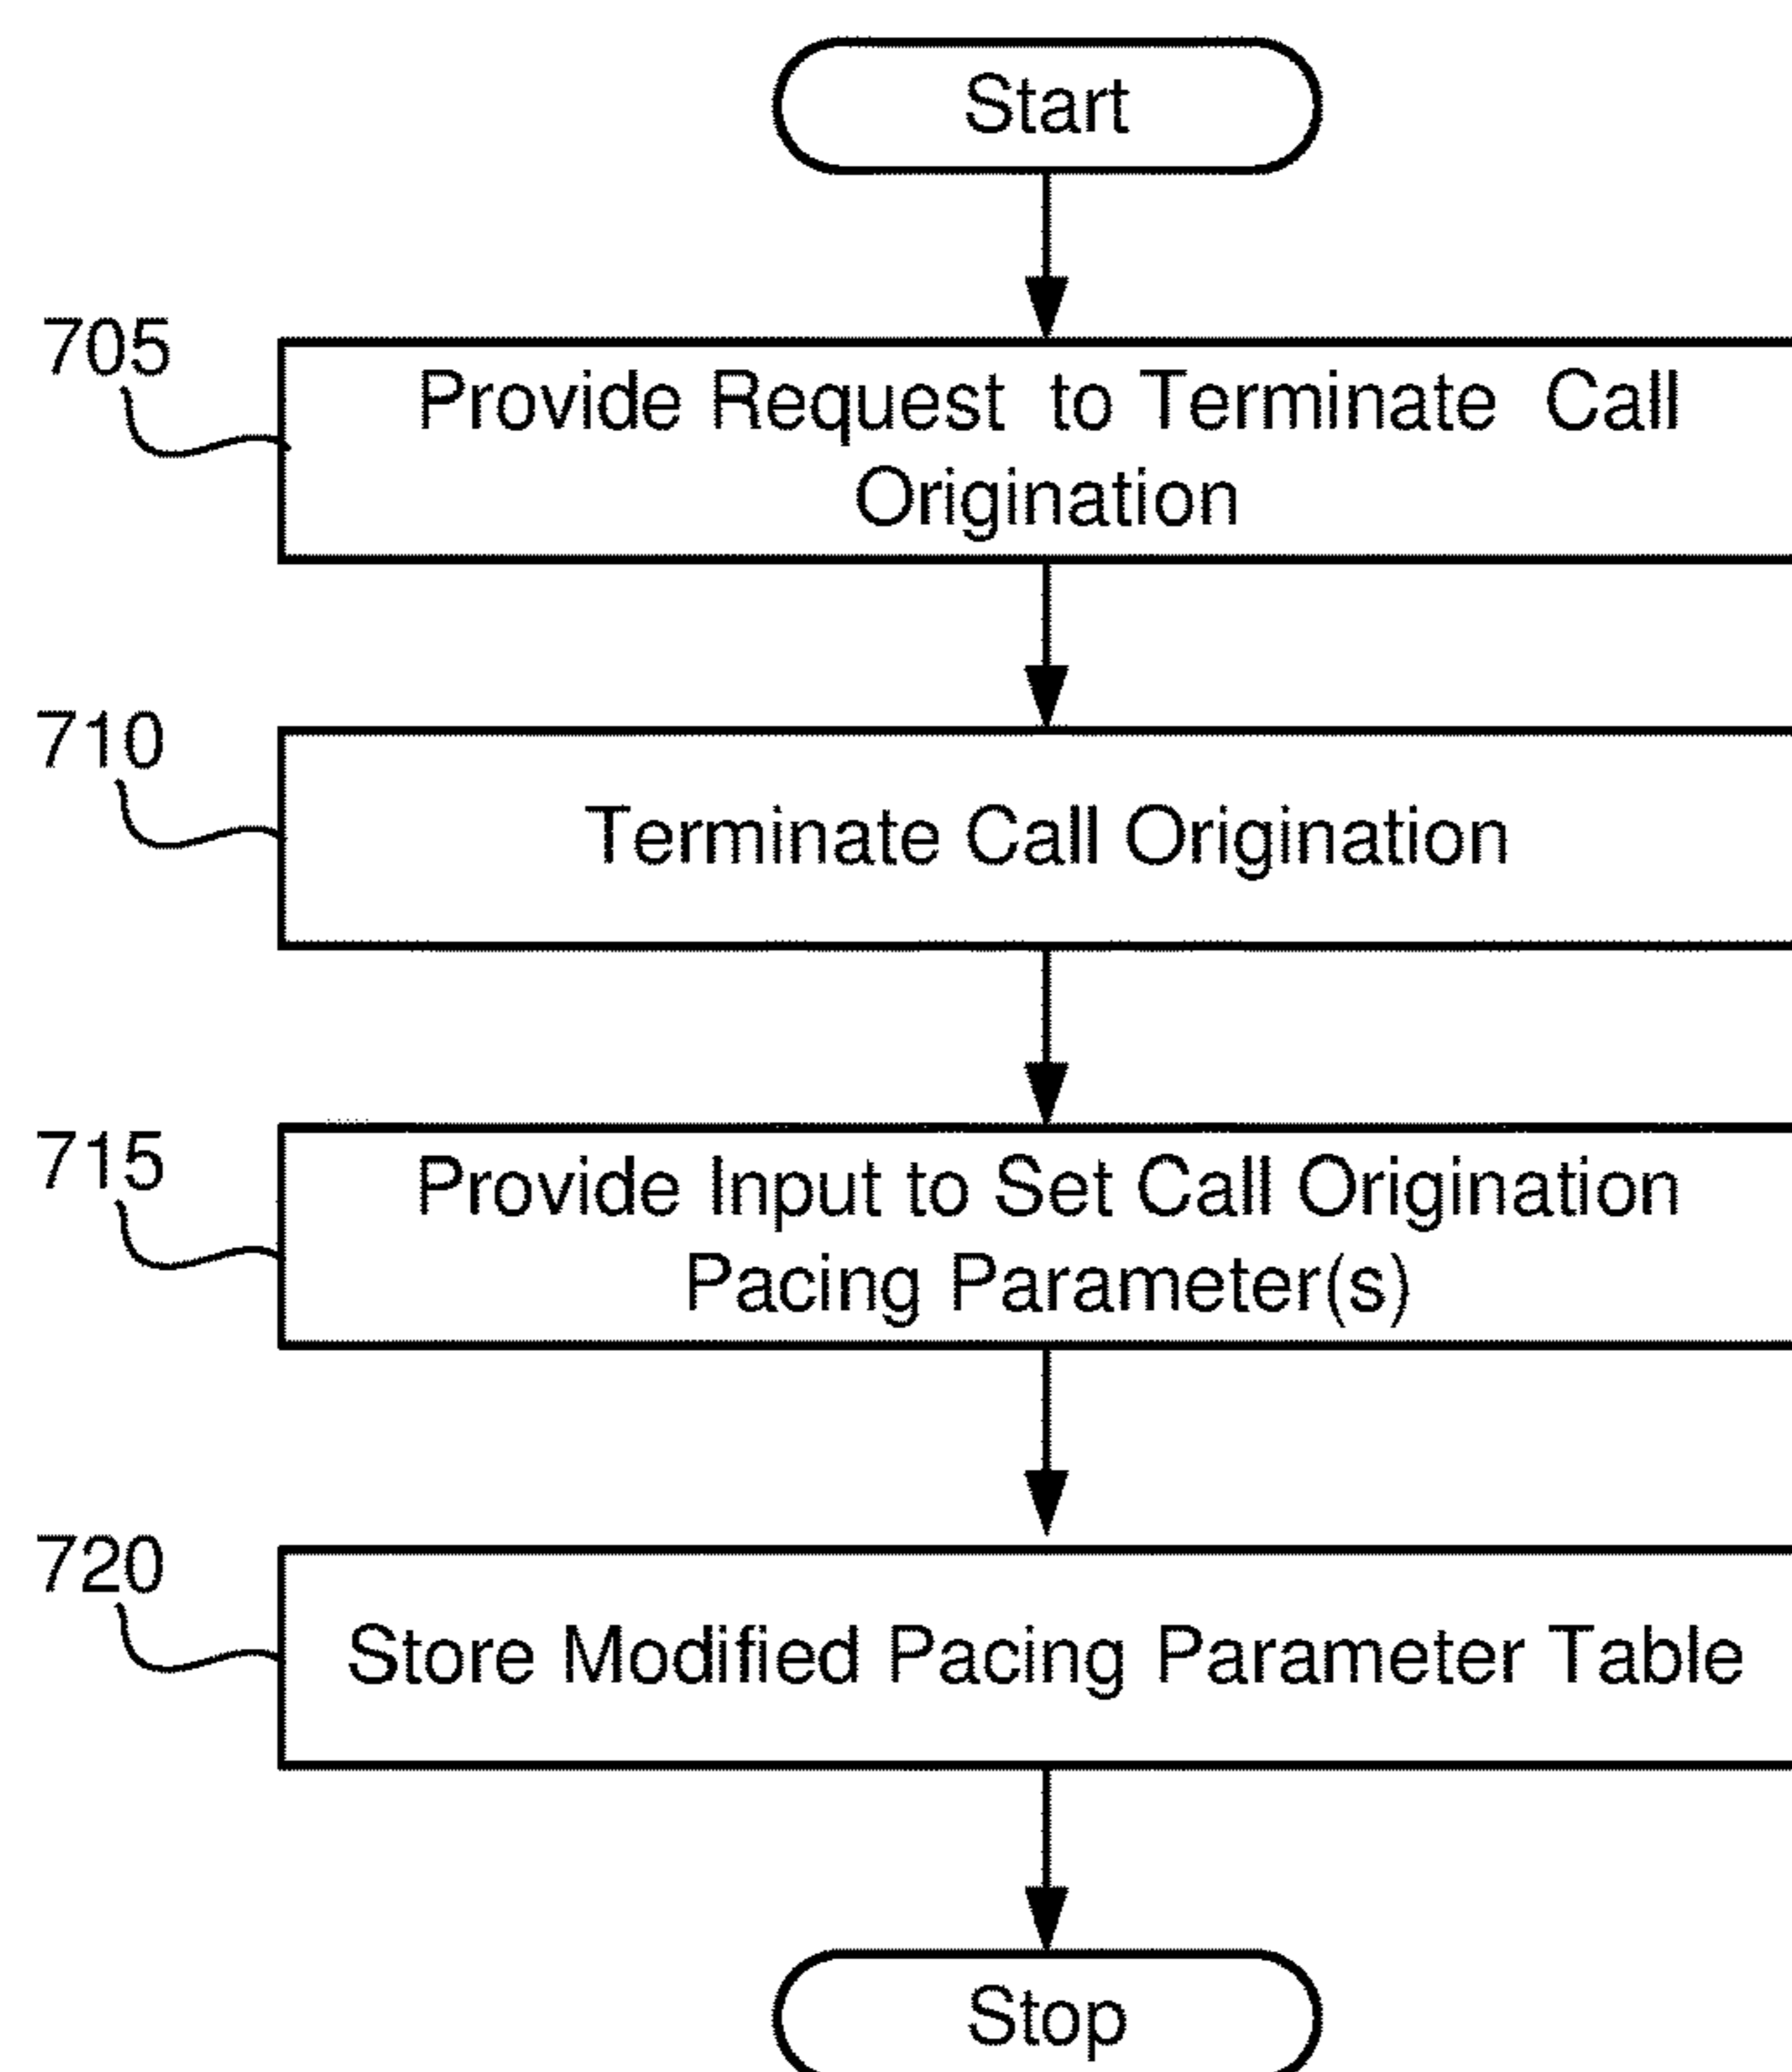 Start
705
Provide Request to Terminate Call
Origination
710
Terminate Call Origination
715
Provide Input to Set Call Origination
Pacing Parameter(s)
720
Store Modified Pacing Parameter Table
Stop